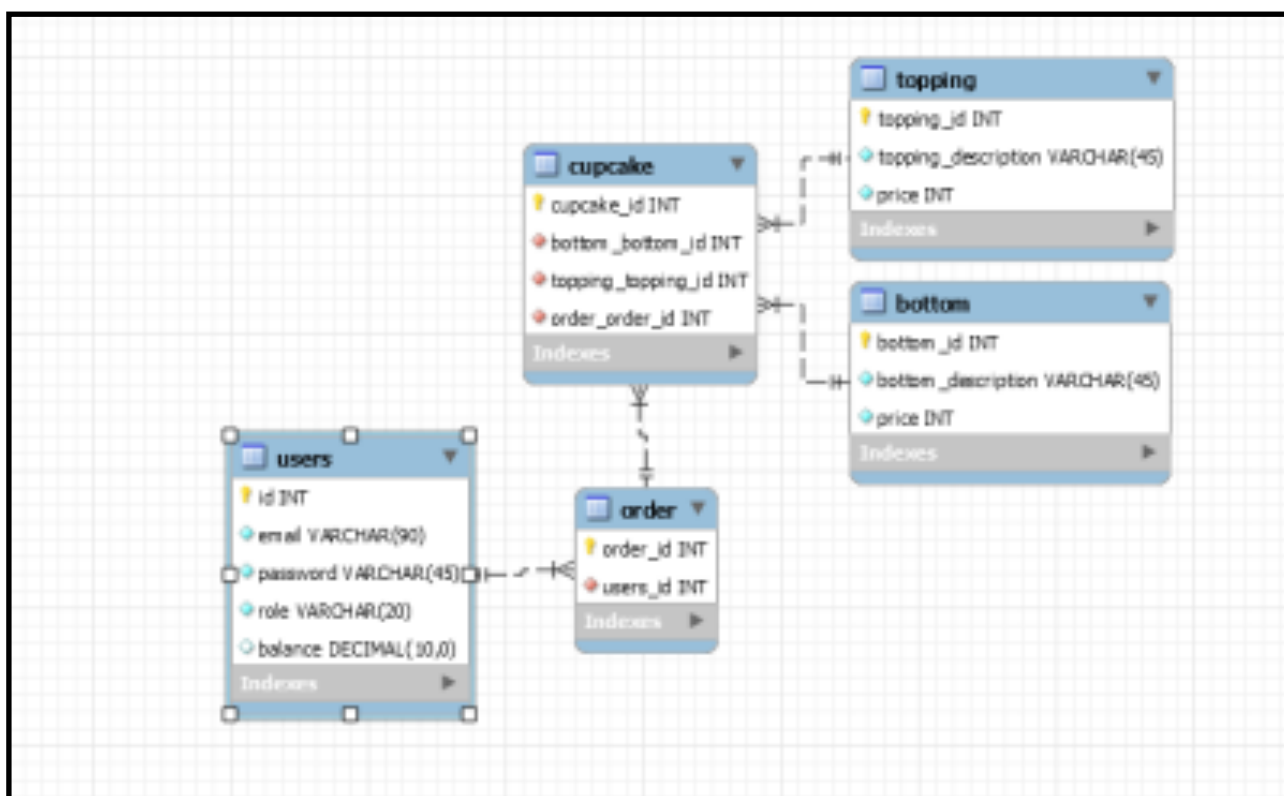 topping
topping_id INT
topping_description VARCHAR(45)
price INT
Indexes
cupcake
cupcake_id INT
bottom_bottom_id INT
topping_topping_id INT
order_order_id INT
Indexes
bottom
bottom_id INT
bottom_description VARCHAR(45)
price INT
Indexes
users
id INT
email VARCHAR(90)
password VARCHAR(45)
role VARCHAR(20)
balance DECIMAL(10,0)
Indexes
order
order_id INT
users_id INT
Indexes